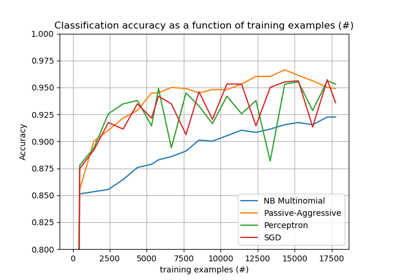 Classification accuracy as a function of training examples (#)
1.000
0.975
0.950
0.925
0.900
0.875
0.850
0.825
0.800
Accuracy
NB Multinomial
Passive-Aggressive
Perceptron
SGD
0 2500 5000 7500 10000 12500 15000 17500
training examples (#)